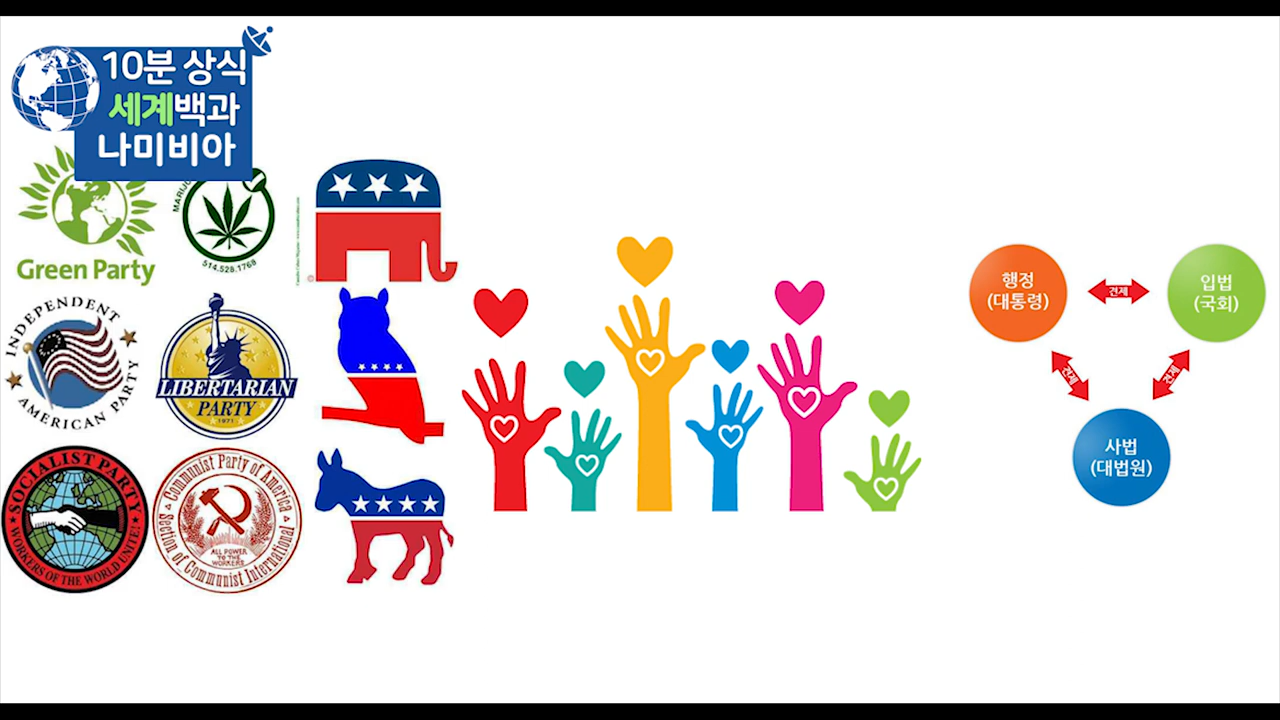 10분 상식
세계백과
나미비아
Green Party
514.528.1768
INDEPENDENT
AMERICAN PARTY
LIBERTARIAN
PARTY
1971
SOCIALIST PARTY
WORKERS OF THE WORLD UNITE!
Communist Party of America
Section of Communist International
ALL POWER
TO THE
WORKERS
행정
(대통령)
견제
입법
(국회)
견제
견제
사법
(대법원)